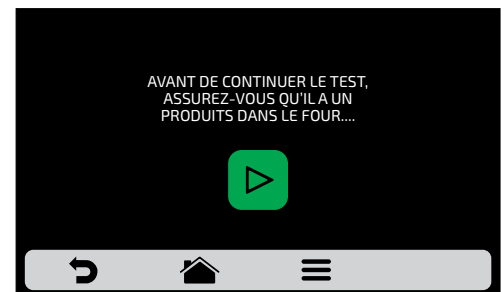 AVANT DE CONTINUER LE TEST,
ASSUREZ-VOUS QU'IL A UN
PRODUITS DANS LE FOUR....